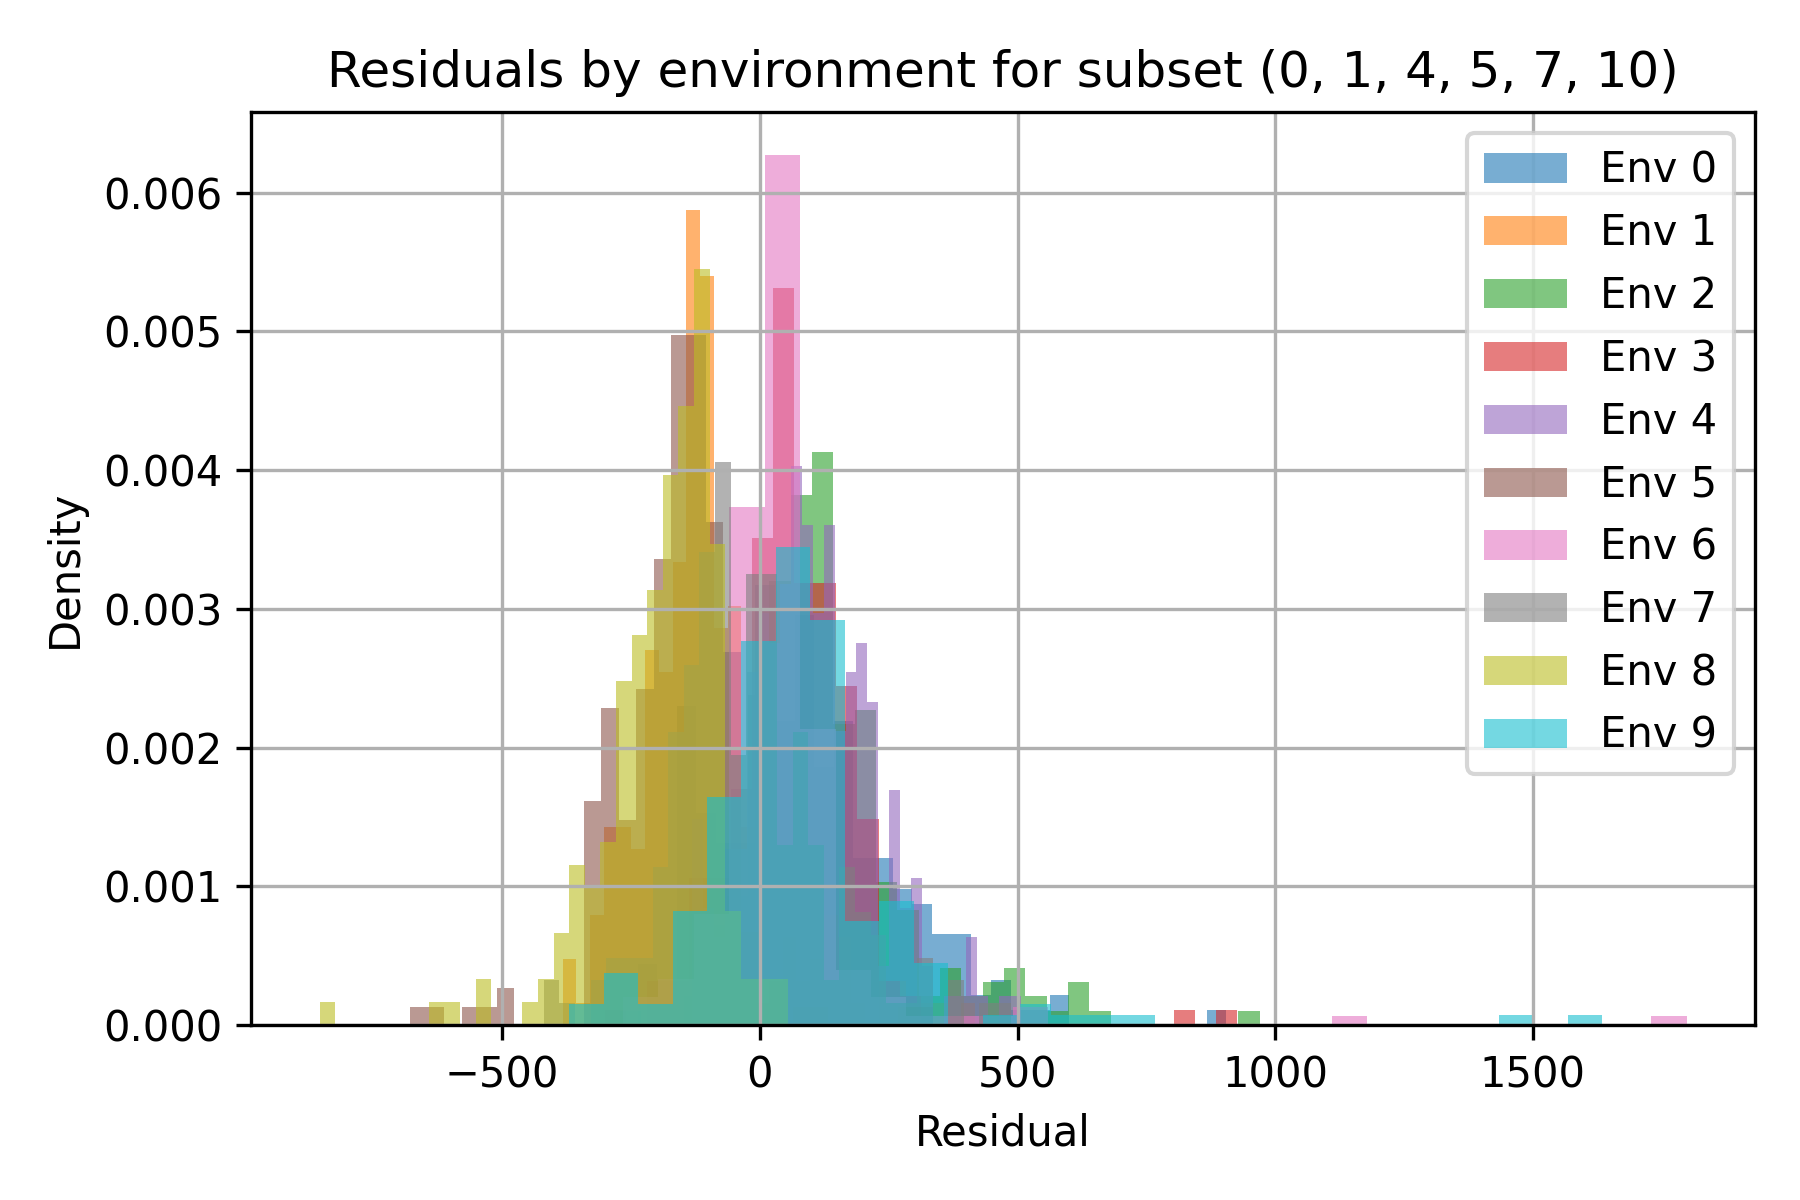 Residuals by environment for subset (0, 1, 4, 5, 7, 10)
0.006
0.005
0.004
0.003
0.002
0.001
0.000
Density
−500
0
500
1000
1500
Residual
Env 0
Env 1
Env 2
Env 3
Env 4
Env 5
Env 6
Env 7
Env 8
Env 9